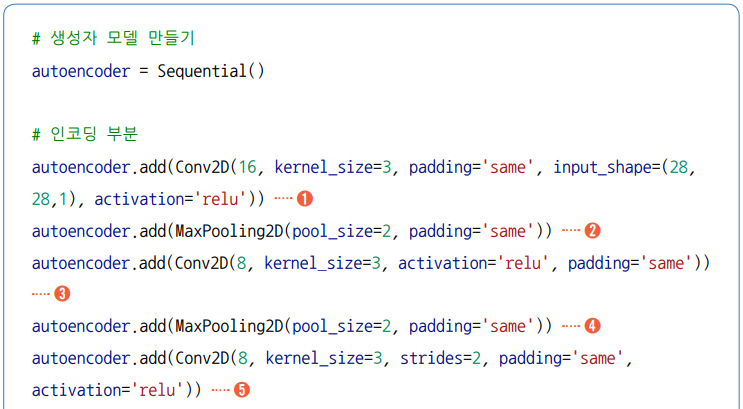 # 생성자 모델 만들기
autoencoder = Sequential()
# 인코딩 부분
autoencoder.add(Conv2D(16, kernel_size=3, padding='same', input_shape=(28,
28,1), activation='relu')) ····· ❶
autoencoder.add(MaxPooling2D(pool_size=2, padding='same')) ····· ❷
autoencoder.add(Conv2D(8, kernel_size=3, activation='relu', padding='same'))
····· ❸
autoencoder.add(MaxPooling2D(pool_size=2, padding='same')) ····· ❹
autoencoder.add(Conv2D(8, kernel_size=3, strides=2, padding='same',
activation='relu')) ····· ❺